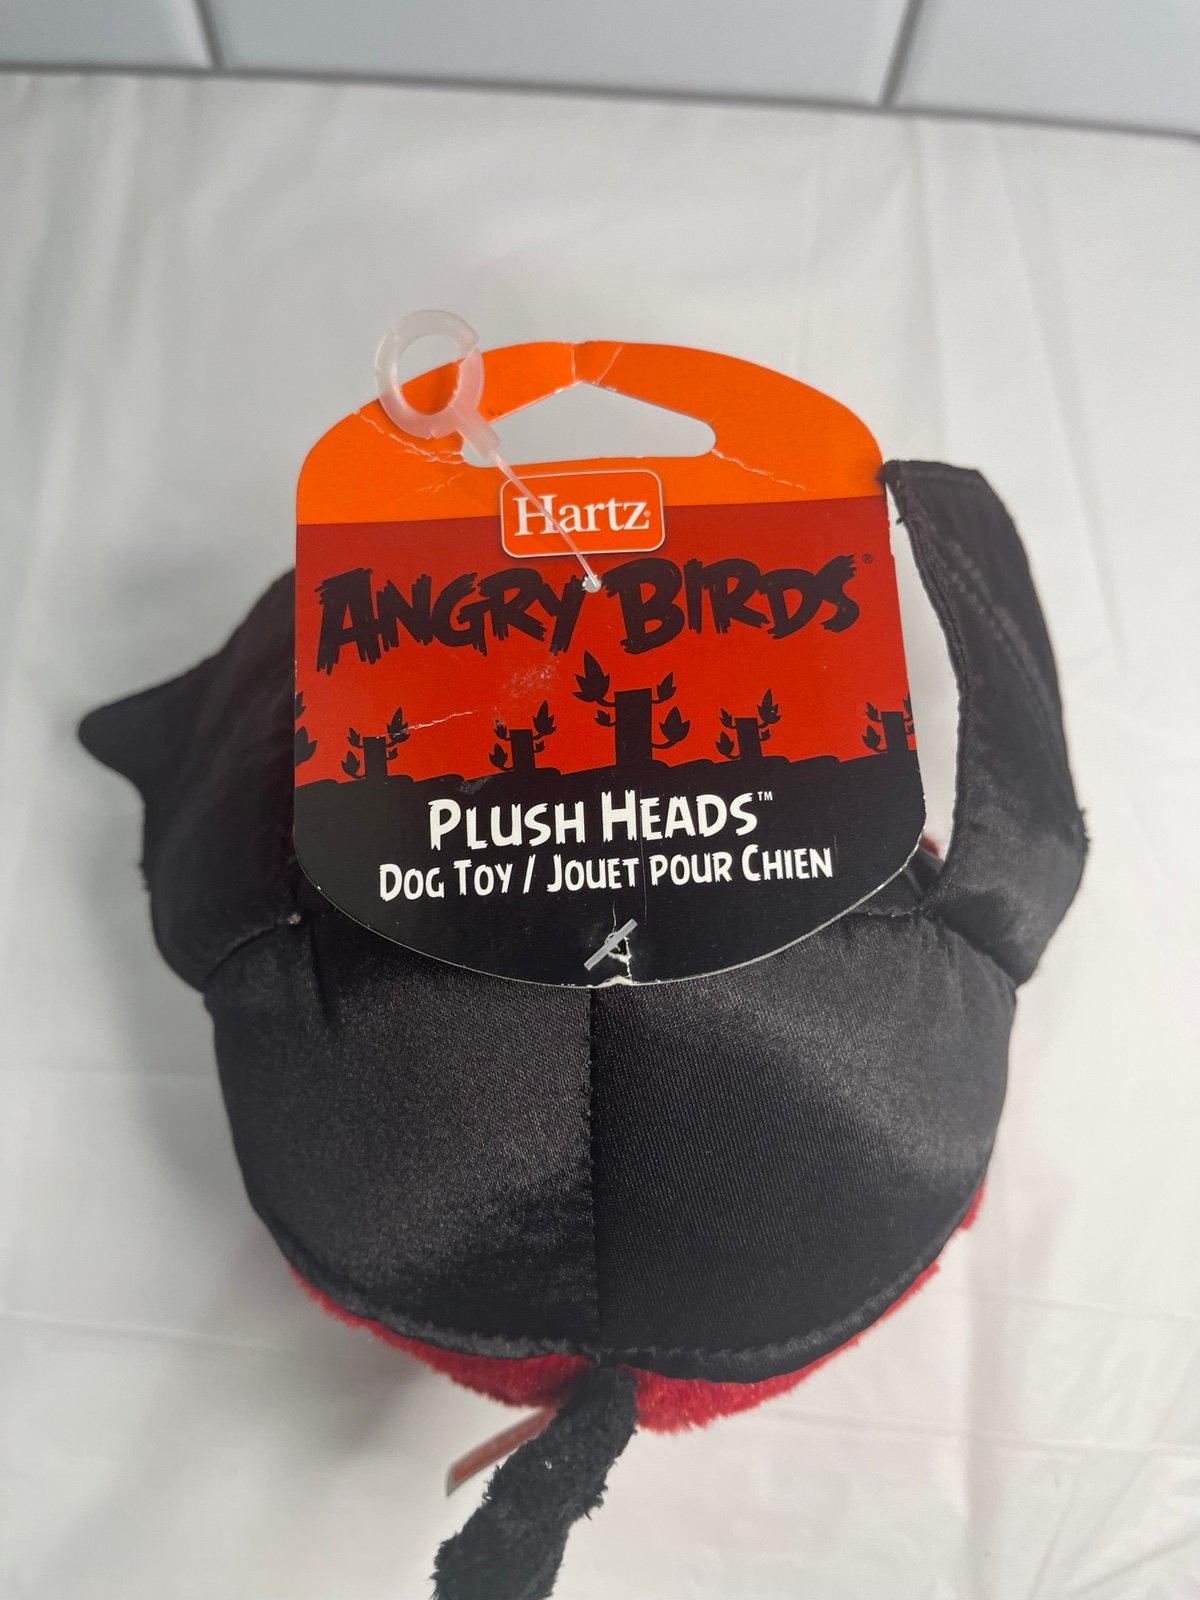 Hartz®
ANGRY BIRDS®
PLUSH HEADS™
DOG TOY / JOUET POUR CHIEN